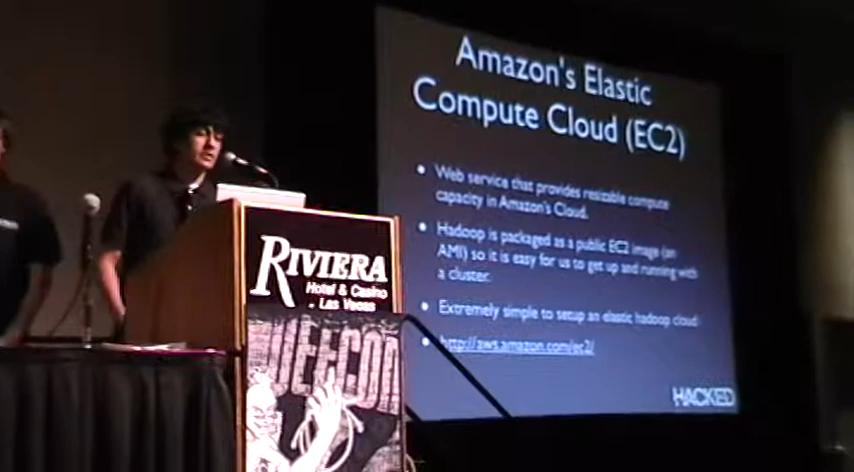 Amazon's Elastic
Compute Cloud (EC2)
• Web service that provides resizable compute
capacity in Amazon's Cloud.
• Hadoop is packaged as a public EC2 image (an
AMI) so it is easy for us to get up and running with
a cluster.
• Extremely simple to setup an elastic hadoop cloud
• http://aws.amazon.com/ec2/
HACKED
RIVIERA
Hotel & Casino
Las Vegas